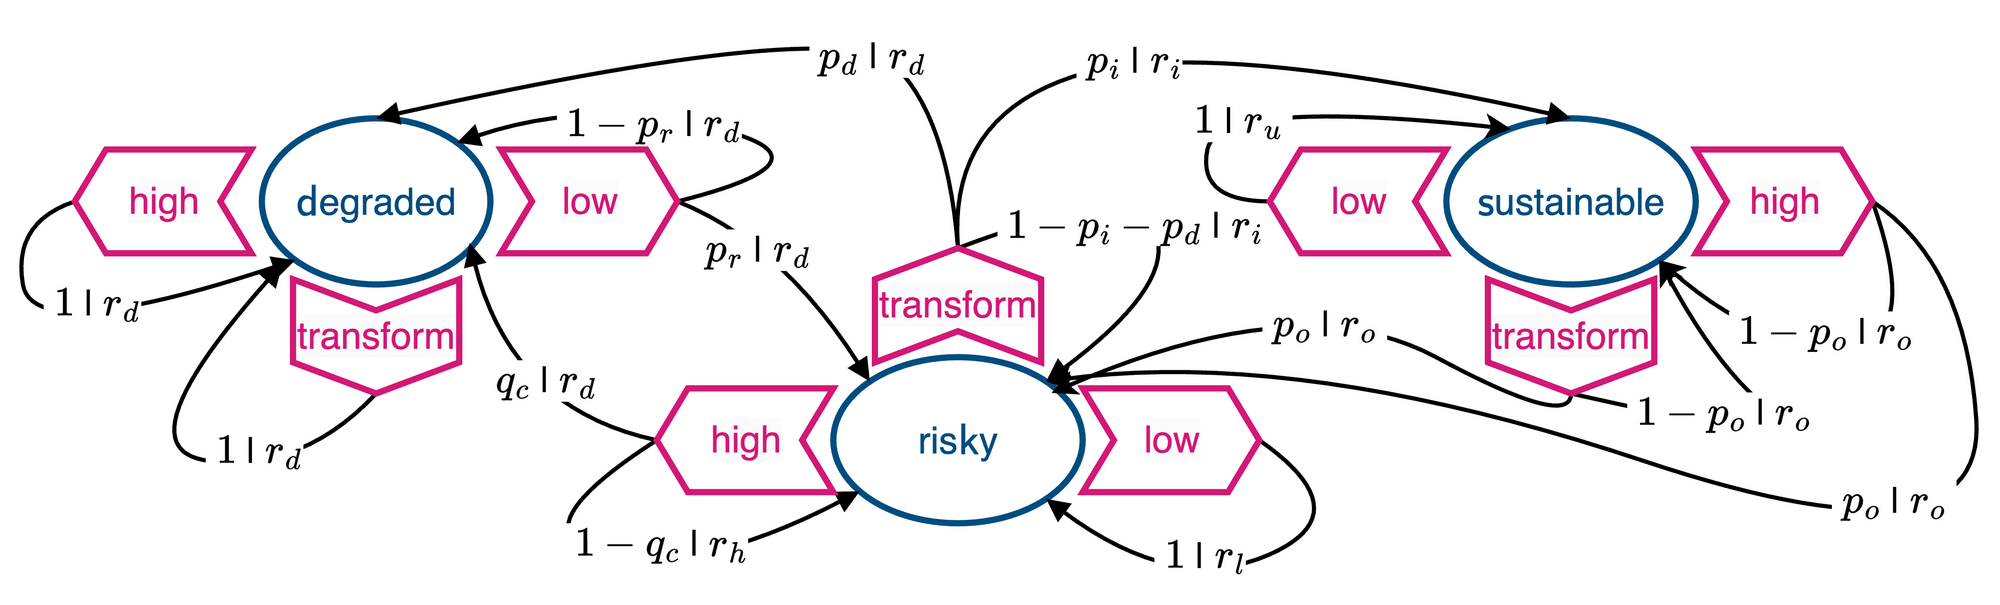 p_d | r_d
p_i | r_i
1 − p_r | r_d
1 | r_u
high
degraded
low
low
sustainable
high
1 − p_i − p_d | r_i
p_r | r_d
1 | r_d
transform
transform
transform
p_o | r_o
1 − p_o | r_o
q_c | r_d
1 − p_o | r_o
high
risky
low
1 | r_d
p_o | r_o
1 − q_c | r_h
1 | r_l